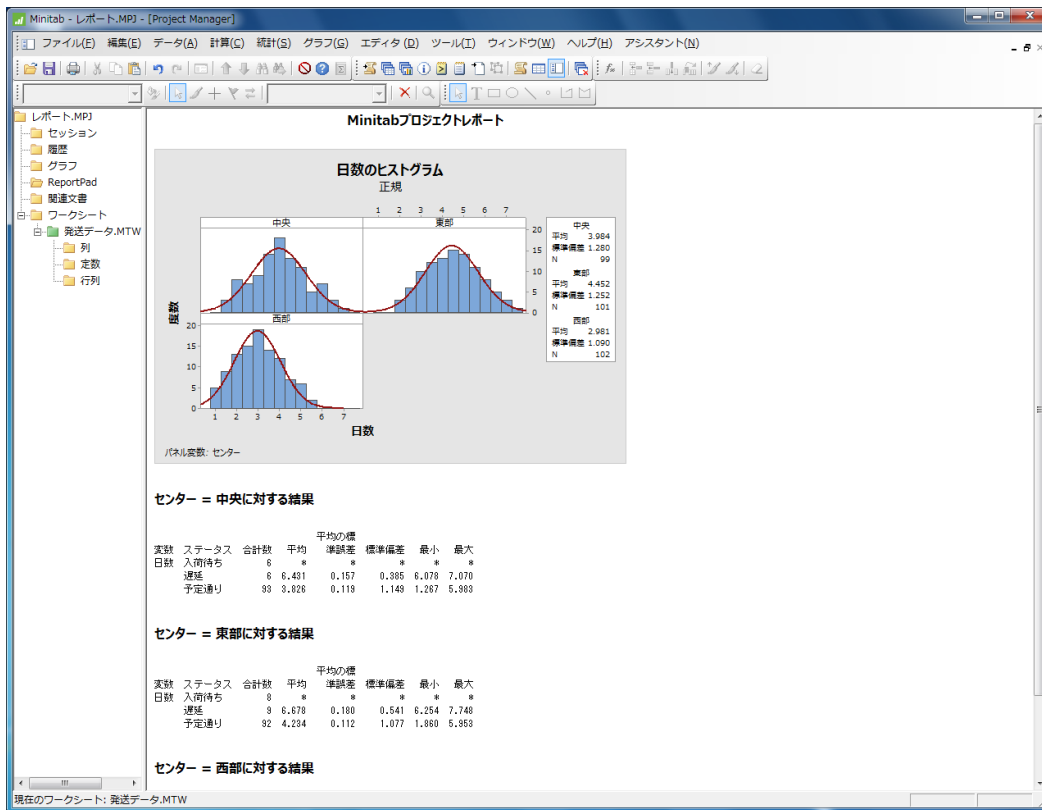 Minitab - レポート.MPJ - [Project Manager]
ファイル(F) 編集(E) データ(A) 計算(C) 統計(S) グラフ(G) エディタ (D) ツール(T) ウィンドウ(W) ヘルプ(H) アシスタント(N)
レポート.MPJ
セッション
履歴
グラフ
ReportPad
関連文書
ワークシート
発送データ.MTW
列
定数
行列
Minitabプロジェクトレポート
日数のヒストグラム
正規
1 2 3 4 5 6 7
中央 東部
20
15
10
5
0
度数
西部
20
15
10
5
0
1 2 3 4 5 6 7
日数
中央
平均 3.984
標準偏差 1.280
N 99
東部
平均 4.452
標準偏差 1.252
N 101
西部
平均 2.981
標準偏差 1.090
N 102
パネル変数: センター
センター = 中央に対する結果
平均の標
変数 ステータス 合計数 平均 準誤差 標準偏差 最小 最大
日数 入荷待ち 6 * * * * *
遅延 6 6.431 0.157 0.385 6.078 7.070
予定通り 93 3.826 0.119 1.149 1.267 5.983
センター = 東部に対する結果
平均の標
変数 ステータス 合計数 平均 準誤差 標準偏差 最小 最大
日数 入荷待ち 8 * * * * *
遅延 9 6.678 0.180 0.541 6.254 7.748
予定通り 92 4.234 0.112 1.077 1.860 5.953
センター = 西部に対する結果
現在のワークシート: 発送データ.MTW